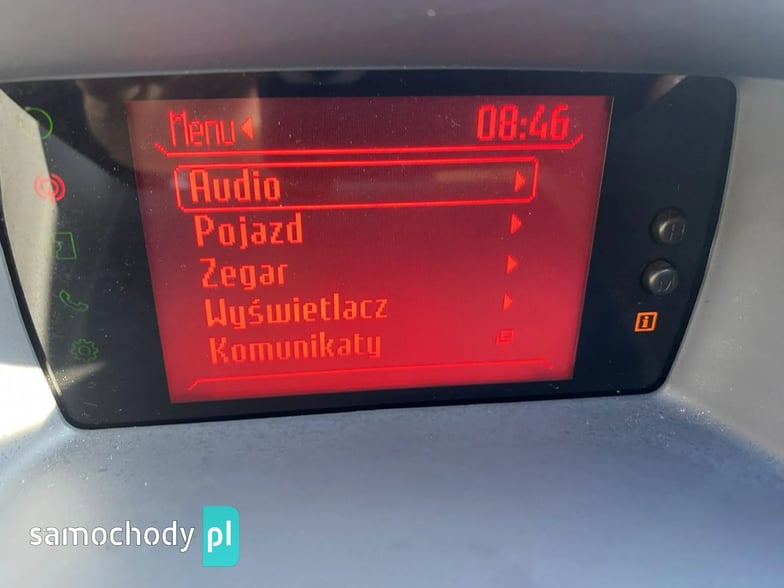 Menu 08:46
Audio
Pojazd
Zegar
Wyświetlacz
Komunikaty
H
M
i
samochody pl